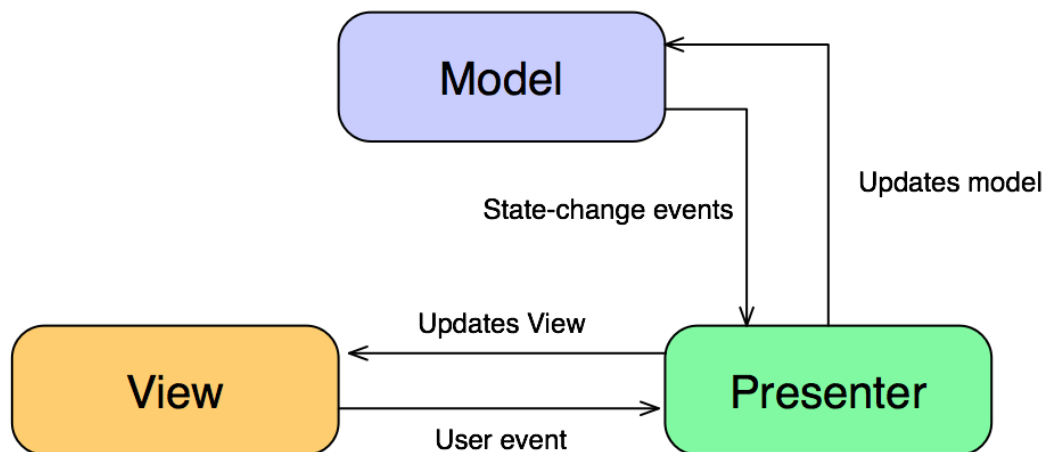 Model
Updates model
State-change events
Updates View
View
Presenter
User event